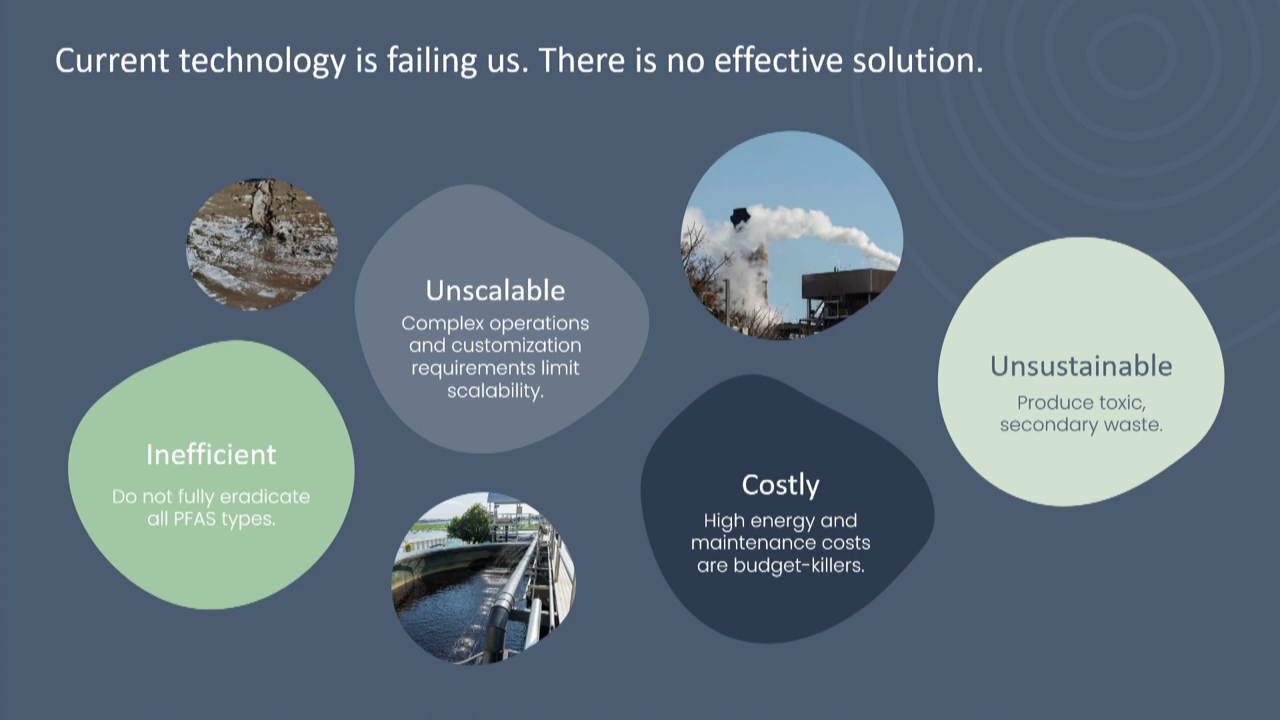 Current technology is failing us. There is no effective solution.
Inefficient
Do not fully eradicate
all PFAS types.
Unscalable
Complex operations
and customization
requirements limit
scalability.
Costly
High energy and
maintenance costs
are budget-killers.
Unsustainable
Produce toxic,
secondary waste.